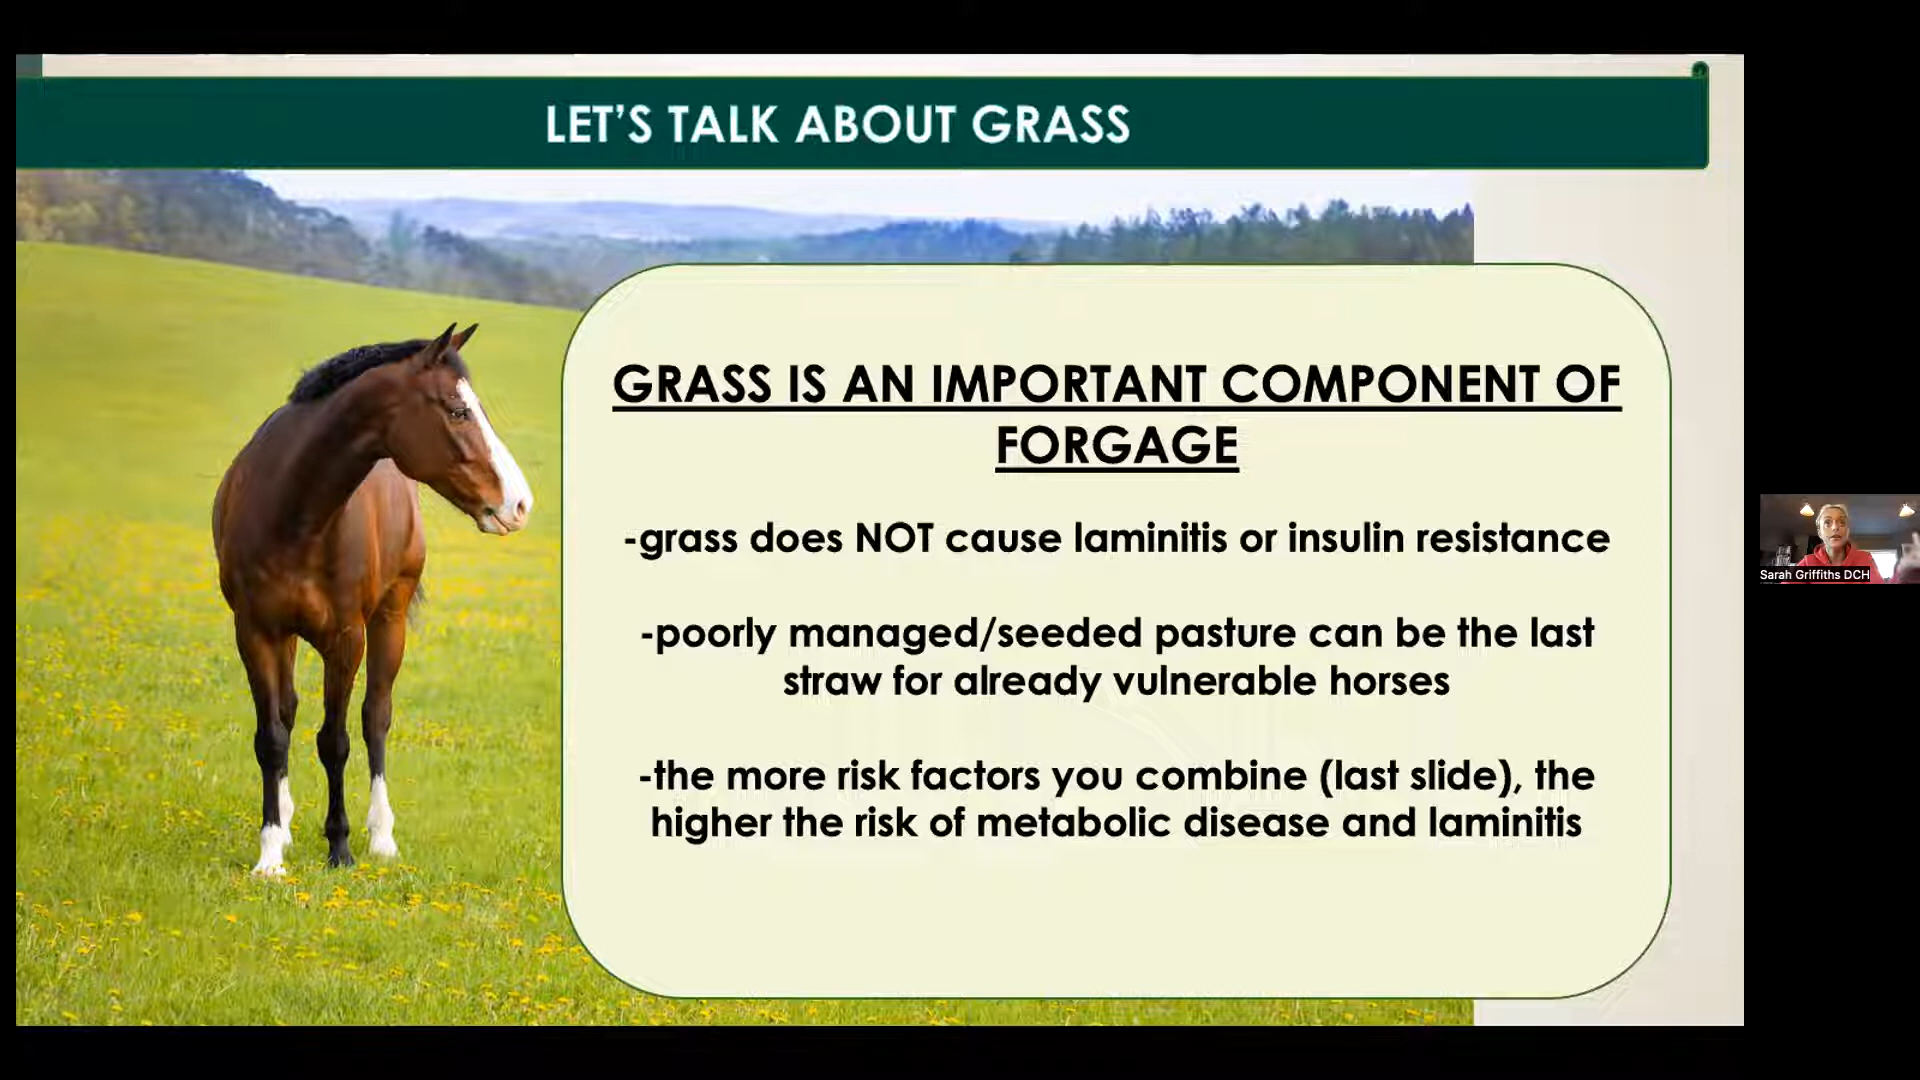 LET’S TALK ABOUT GRASS
GRASS IS AN IMPORTANT COMPONENT OF
FORGAGE
-grass does NOT cause laminitis or insulin resistance
-poorly managed/seeded pasture can be the last
straw for already vulnerable horses
-the more risk factors you combine (last slide), the
higher the risk of metabolic disease and laminitis
Sarah Griffiths DCH